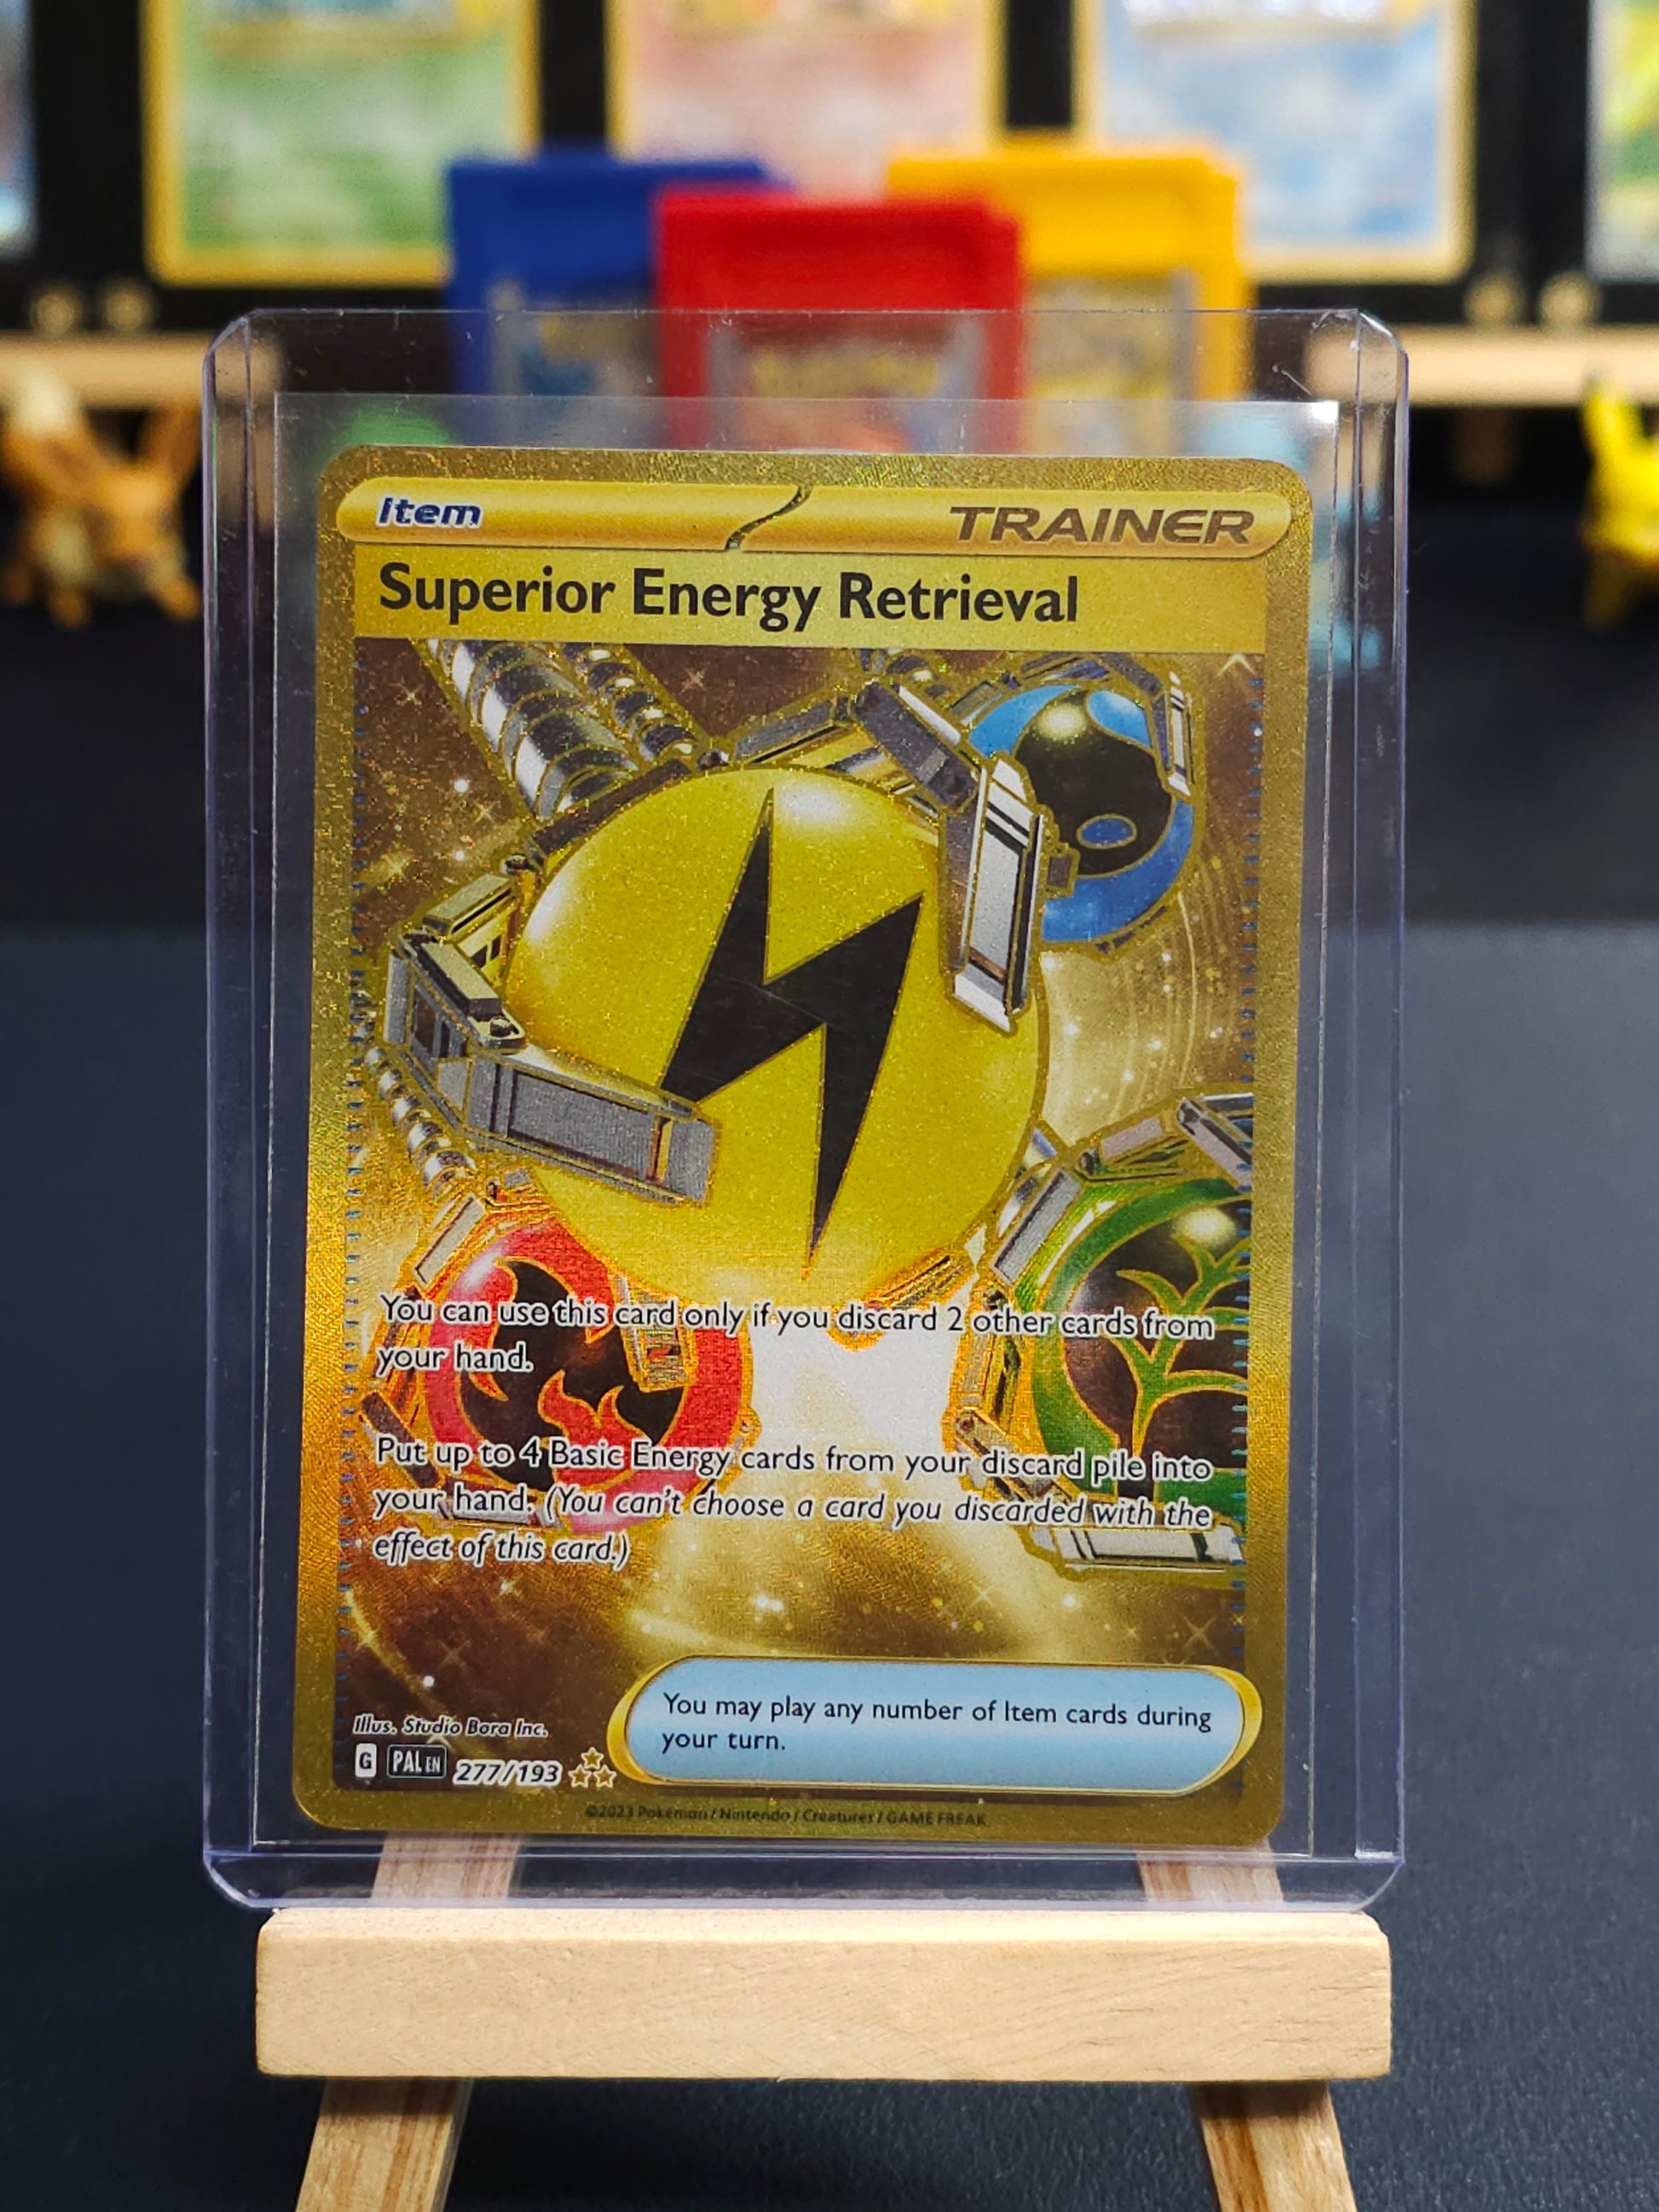 Item
TRAINER
Superior Energy Retrieval
You can use this card only if you discard 2 other cards from
your hand.
Put up to 4 Basic Energy cards from your discard pile into
your hand. (You can't choose a card you discarded with the
effect of this card.)
You may play any number of Item cards during
your turn.
Illus. Studio Bora Inc.
G PAL EN 277/193
©2023 Pokémon / Nintendo / Creatures / GAME FREAK